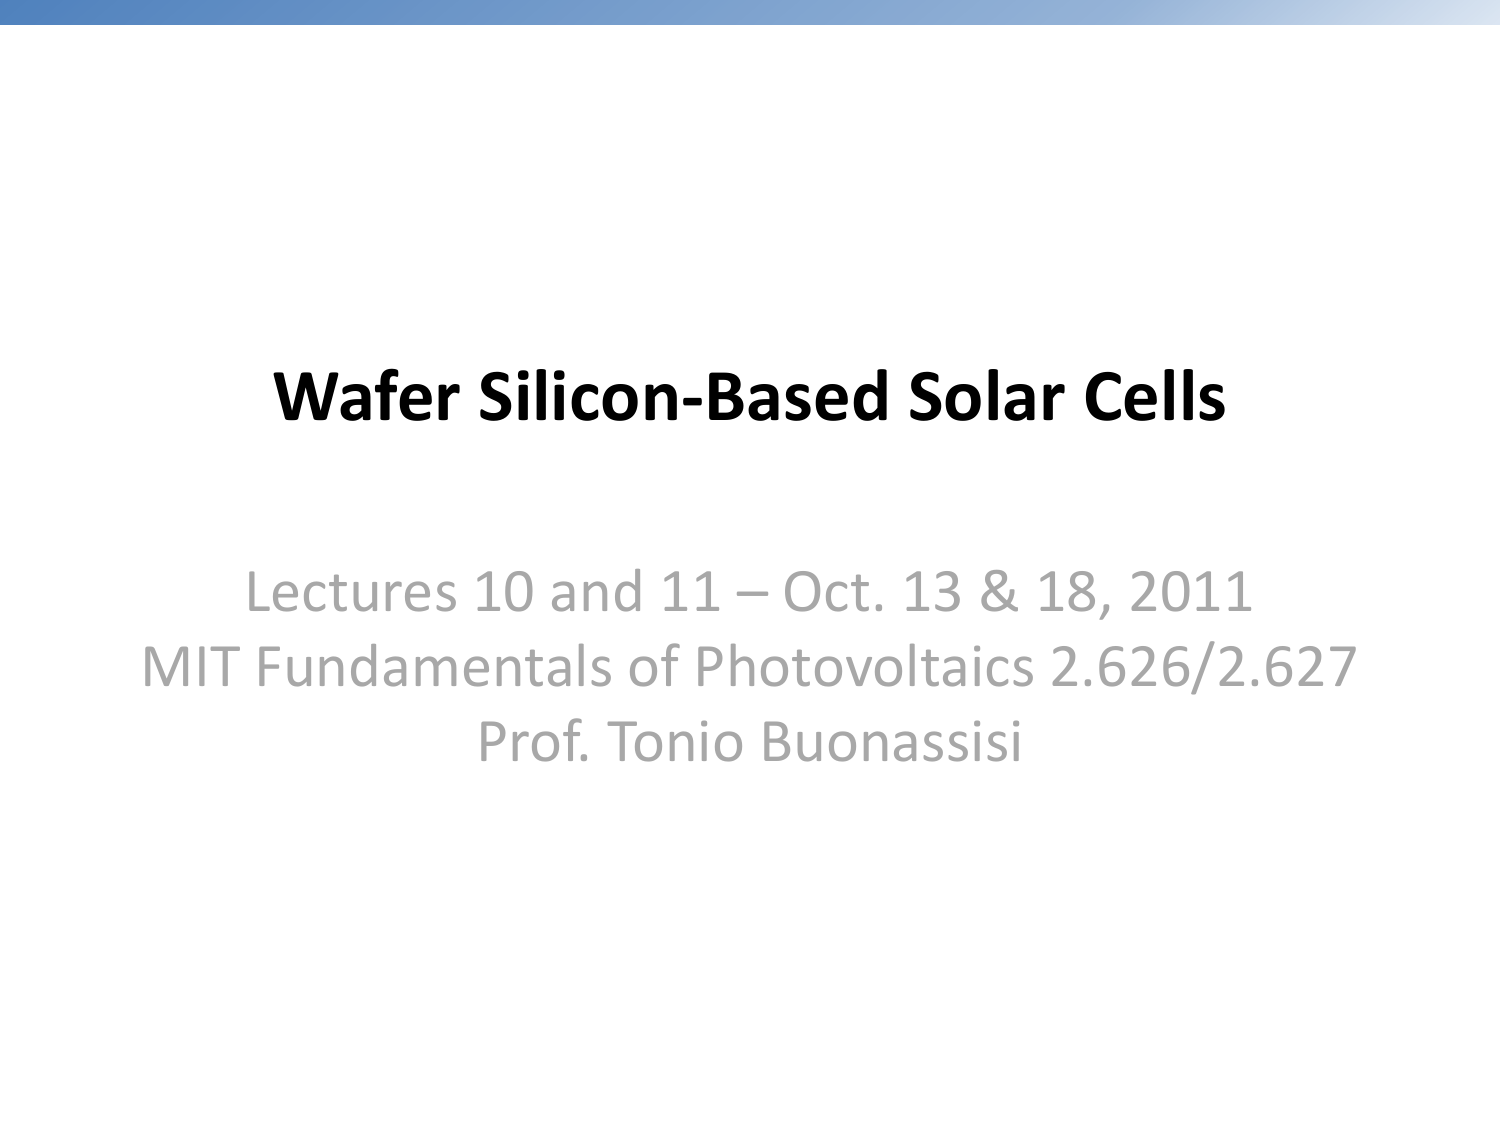 Wafer Silicon-Based Solar Cells
Lectures 10 and 11 – Oct. 13 & 18, 2011
MIT Fundamentals of Photovoltaics 2.626/2.627
Prof. Tonio Buonassisi